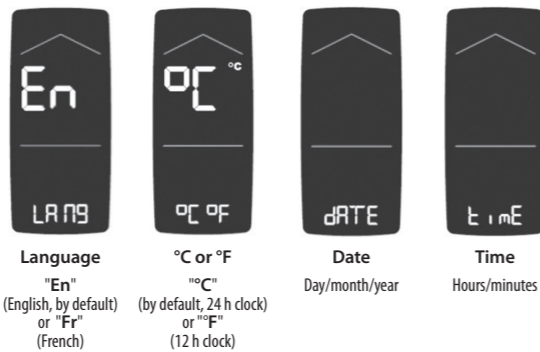 En
°C °C
LANG
°C °F
dATE
timE
Language
°C or °F
Date
Time
"En"
(English, by default)
or "Fr"
(French)
"°C"
(by default, 24 h clock)
or "°F"
(12 h clock)
Day/month/year
Hours/minutes